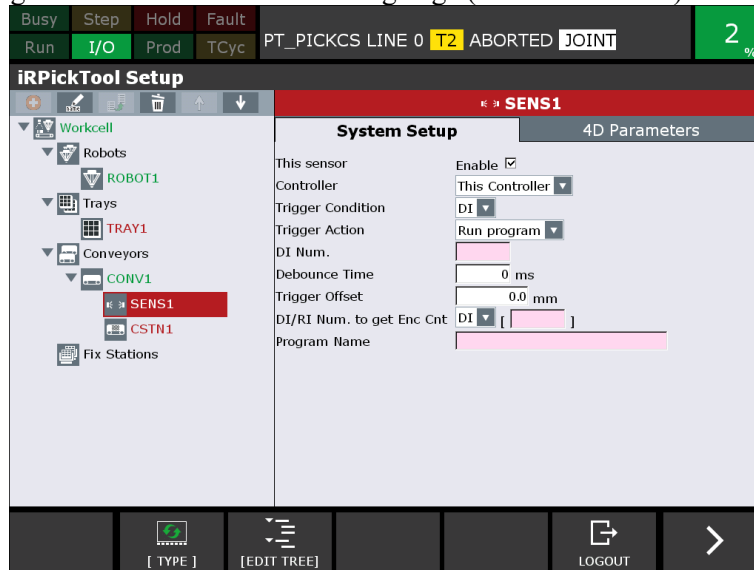 Busy Step Hold Fault
Run I/O Prod TCyc
PT_PICKCS LINE 0 T2 ABORTED JOINT
2 %
iRPickTool Setup
SENS1
Workcell
System Setup
4D Parameters
Robots
This sensor Enable
ROBOT1
Controller This Controller
Trays
Trigger Condition DI
TRAY1
Trigger Action Run program
Conveyors
DI Num.
CONV1
Debounce Time 0 ms
SENS1
Trigger Offset 0.0 mm
CSTN1
DI/RI Num. to get Enc Cnt DI [ ]
Program Name
Fix Stations
[ TYPE ]
[EDIT TREE]
LOGOUT